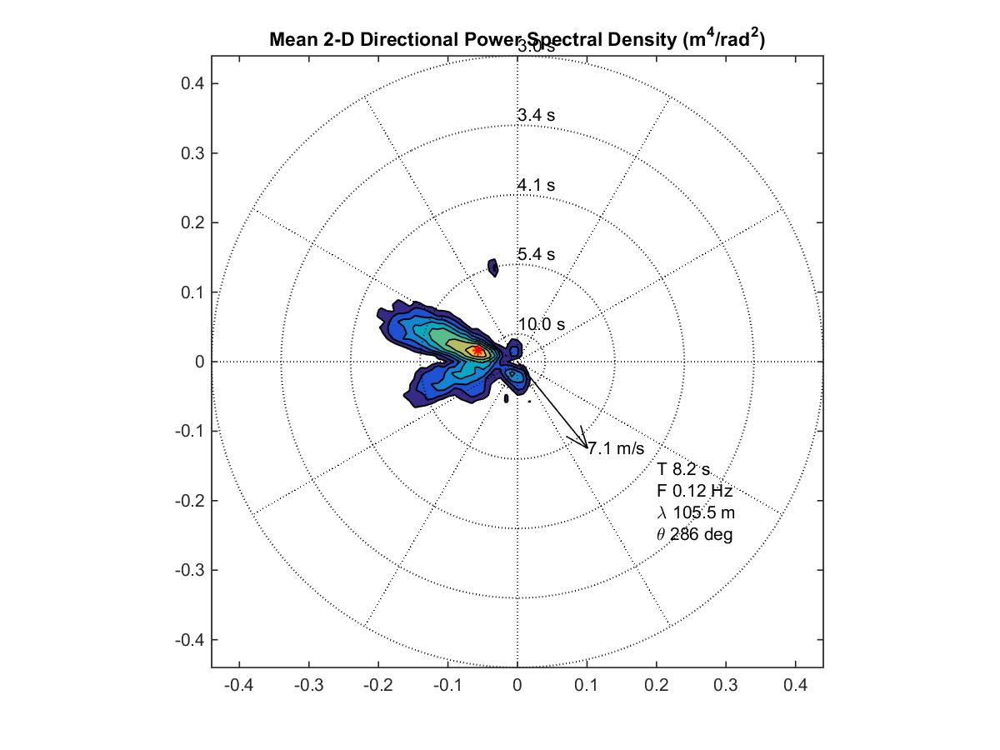 Mean 2-D Directional Power Spectral Density (m⁴/rad²)
3.0 s
0.4
3.4 s
0.3
4.1 s
0.2
5.4 s
0.1
10.0 s
0
-0.1
7.1 m/s
T 8.2 s
-0.2
F 0.12 Hz
λ 105.5 m
θ 286 deg
-0.3
-0.4
-0.4 -0.3 -0.2 -0.1 0 0.1 0.2 0.3 0.4